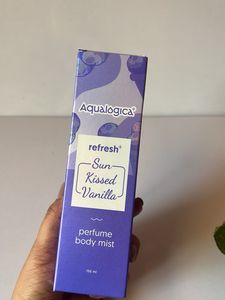 Aqualogica®
refresh+
Sun
Kissed
Vanilla
perfume
body mist